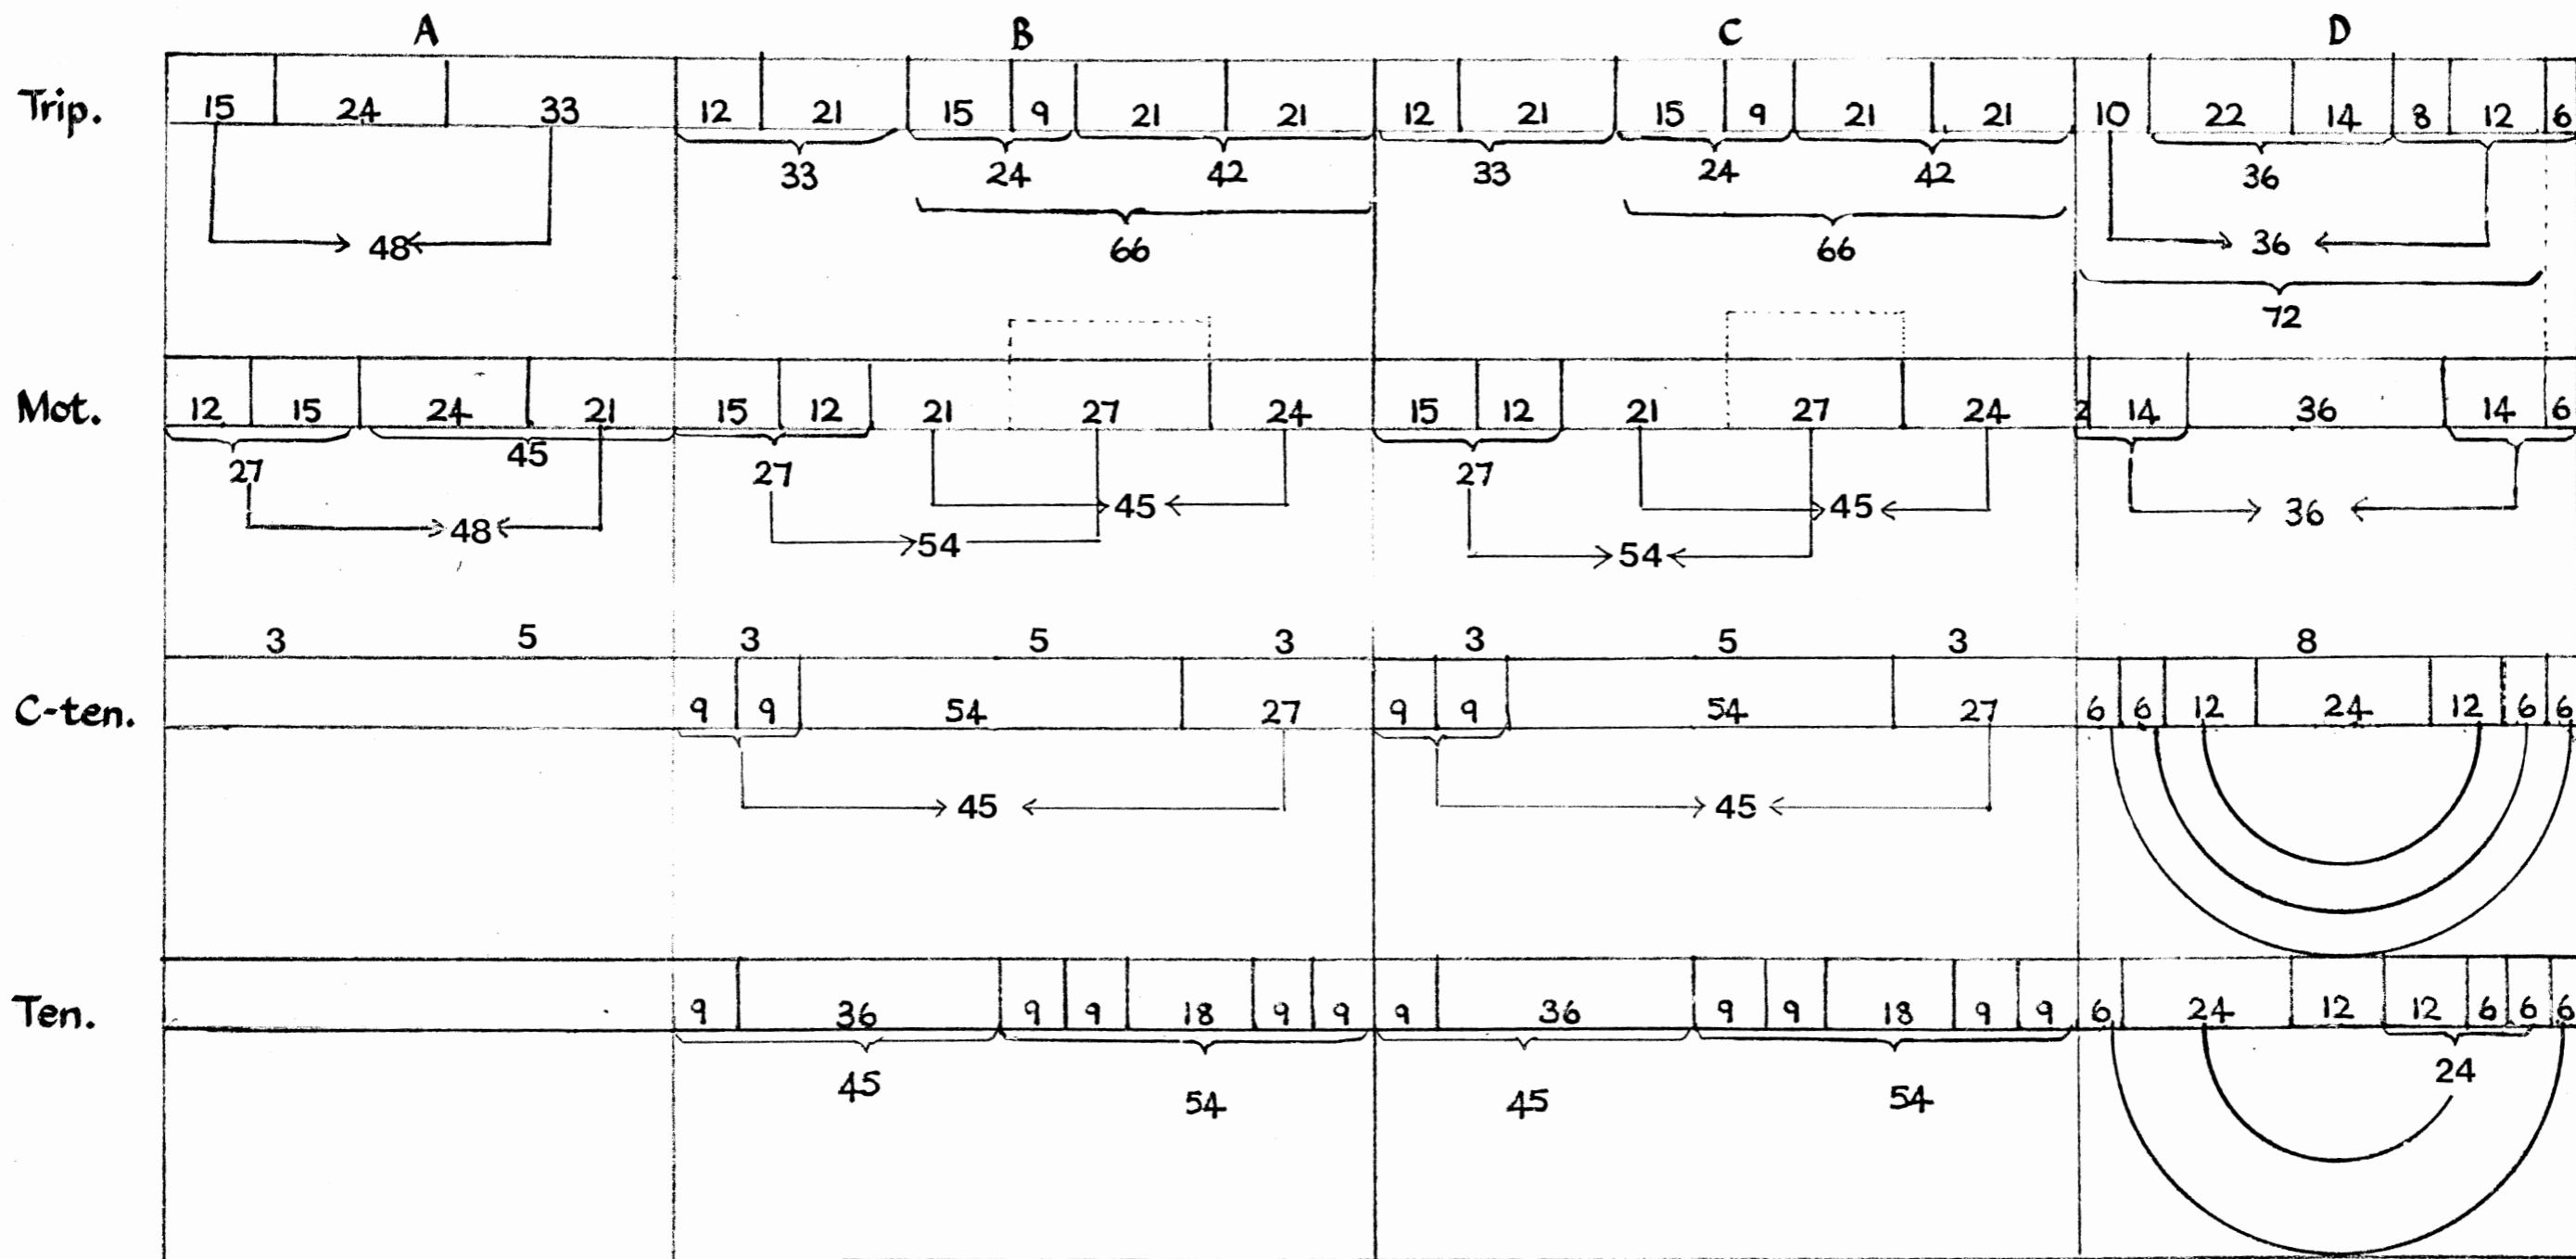 A B C D
Trip. 15 24 33 12 21 15 9 21 21 12 21 15 9 21 21 10 22 14 8 12 6
33 24 42 33 24 42 36
48 66 66 36
72
Mot. 12 15 24 21 15 12 21 27 24 15 12 21 27 24 2 14 36 14 6
27 45 27 27
48 45 45 36
54 54
3 5 3 5 3 3 5 3 8
C-ten. 9 9 54 27 9 9 54 27 6 6 12 24 12 6 6
45 45
Ten. 9 36 9 9 18 9 9 9 36 9 9 18 9 9 6 24 12 12 6 6 6
45 54 45 54 24